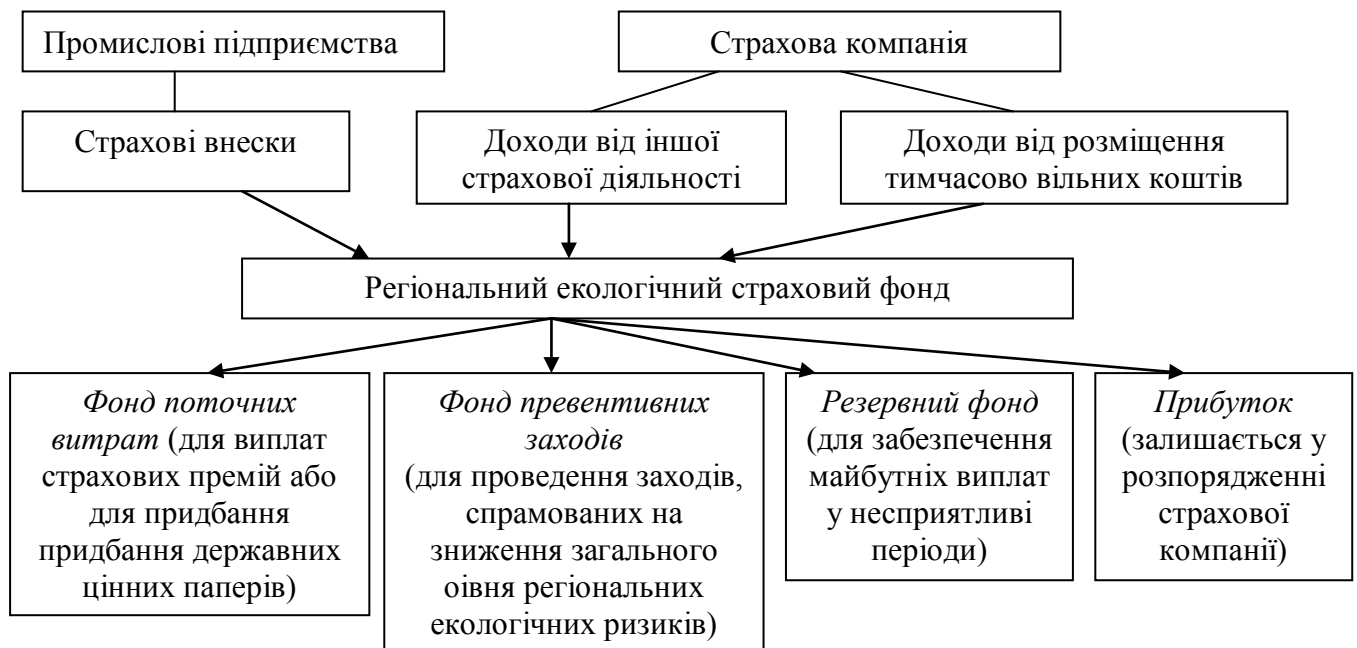 Промислові підприємства
Страхова компанія
Страхові внески
Доходи від іншої
страхової діяльності
Доходи від розміщення
тимчасово вільних коштів
Регіональний екологічний страховий фонд
Фонд поточних
витрат (для виплат
страхових премій або
для придбання
придбання державних
цінних паперів)
Фонд превентивних
заходів
(для проведення заходів,
спрамованих на
зниження загального
оівня регіональних
екологічних ризиків)
Резервний фонд
(для забезпечення
майбутніх виплат
у несприятливі
періоди)
Прибуток
(залишається у
розпорядженні
страхової
компанії)